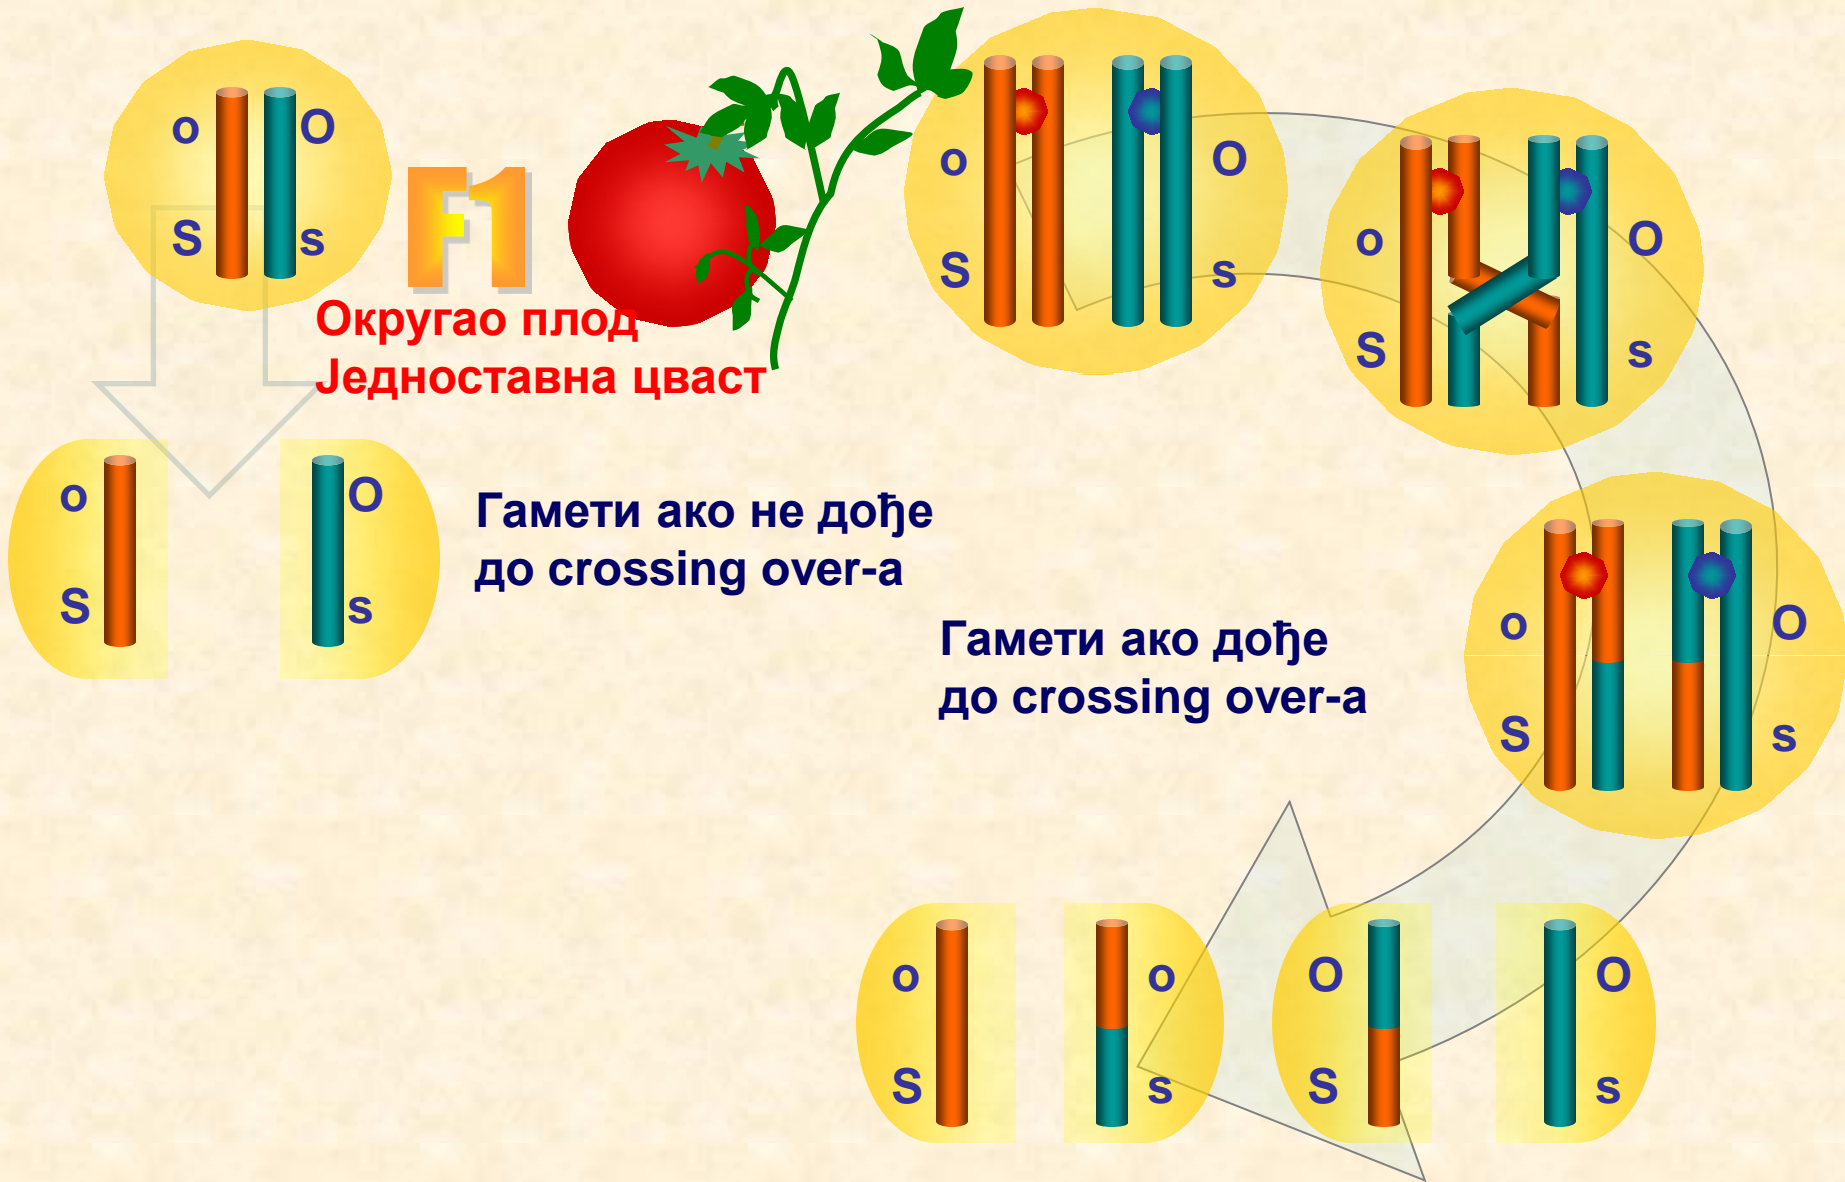 o O
S s
F1
Округао плод
Једноставна цваст
o O
S s
o O
S s
o O
S s
Гамети ако не дође
до crossing over-а
Гамети ако дође
до crossing over-а
o O
S s
o o O O
S s S s